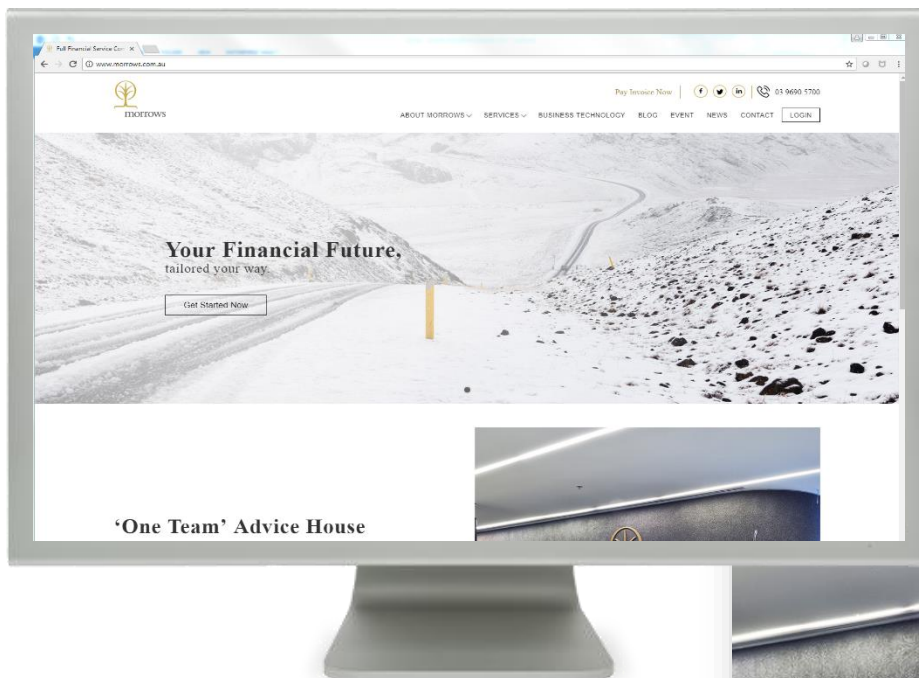 Full Financial Service Con
www.morrows.com.au
Pay Invoice Now
03 9690 5700
morrows
ABOUT MORROWS SERVICES BUSINESS TECHNOLOGY BLOG EVENT NEWS CONTACT LOGIN
Your Financial Future,
tailored your way.
Get Started Now
‘One Team’ Advice House